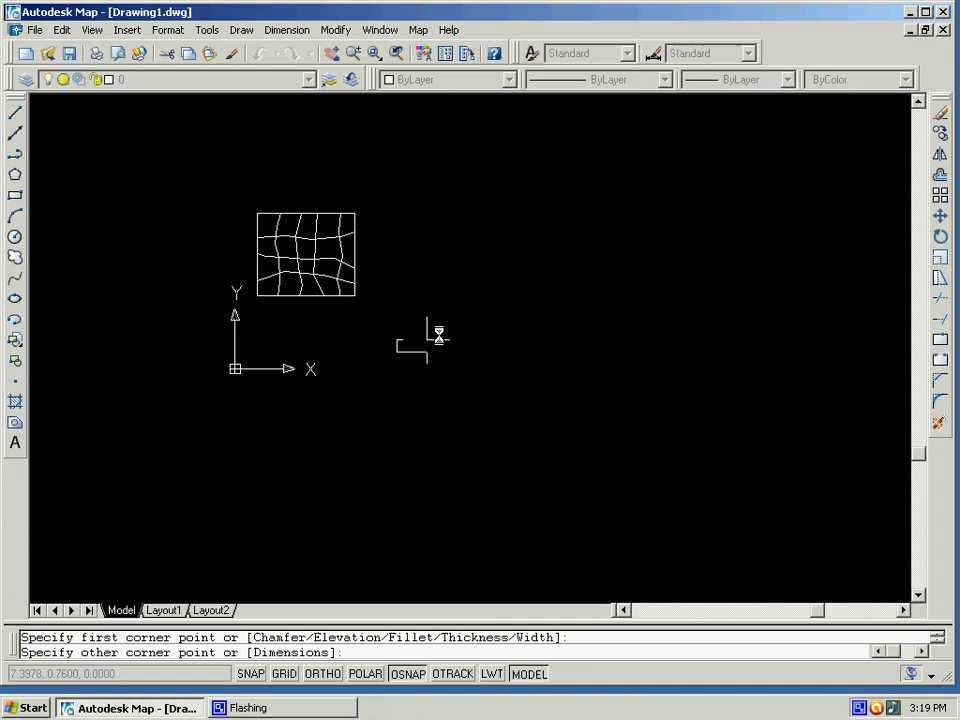 Autodesk Map - [Drawing1.dwg]
File Edit View Insert Format Tools Draw Dimension Modify Window Map Help
Standard Standard
0 ByLayer ByLayer ByLayer ByColor
Y
X
A
Model Layout1 Layout2
Specify first corner point or [Chamfer/Elevation/Fillet/Thickness/Width]:
Specify other corner point or [Dimensions]:
7.3978, 0.7600, 0.0000 SNAP GRID ORTHO POLAR OSNAP OTRACK LWT MODEL
Start Autodesk Map - [Dra... Flashing 3:19 PM